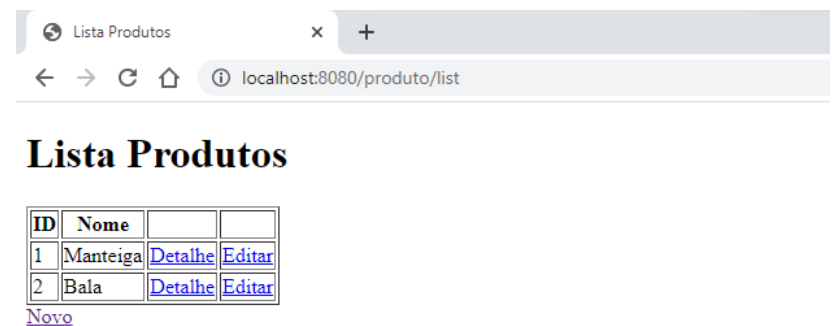 Lista Produtos
localhost:8080/produto/list
Lista Produtos
ID Nome
1 Manteiga Detalhe Editar
2 Bala Detalhe Editar
Novo